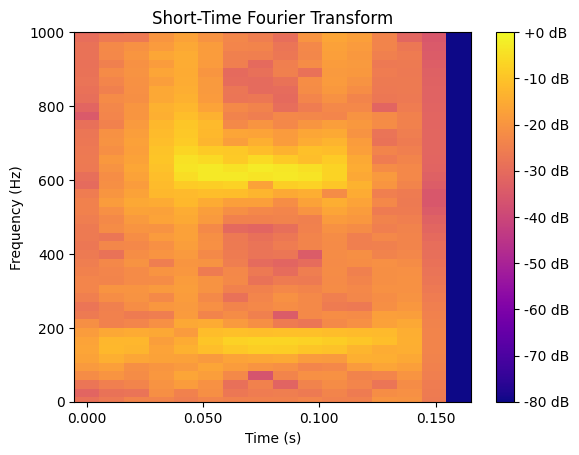 Short-Time Fourier Transform
1000
800
600
400
200
0
Frequency (Hz)
0.000
0.050
0.100
0.150
Time (s)
+0 dB
-10 dB
-20 dB
-30 dB
-40 dB
-50 dB
-60 dB
-70 dB
-80 dB